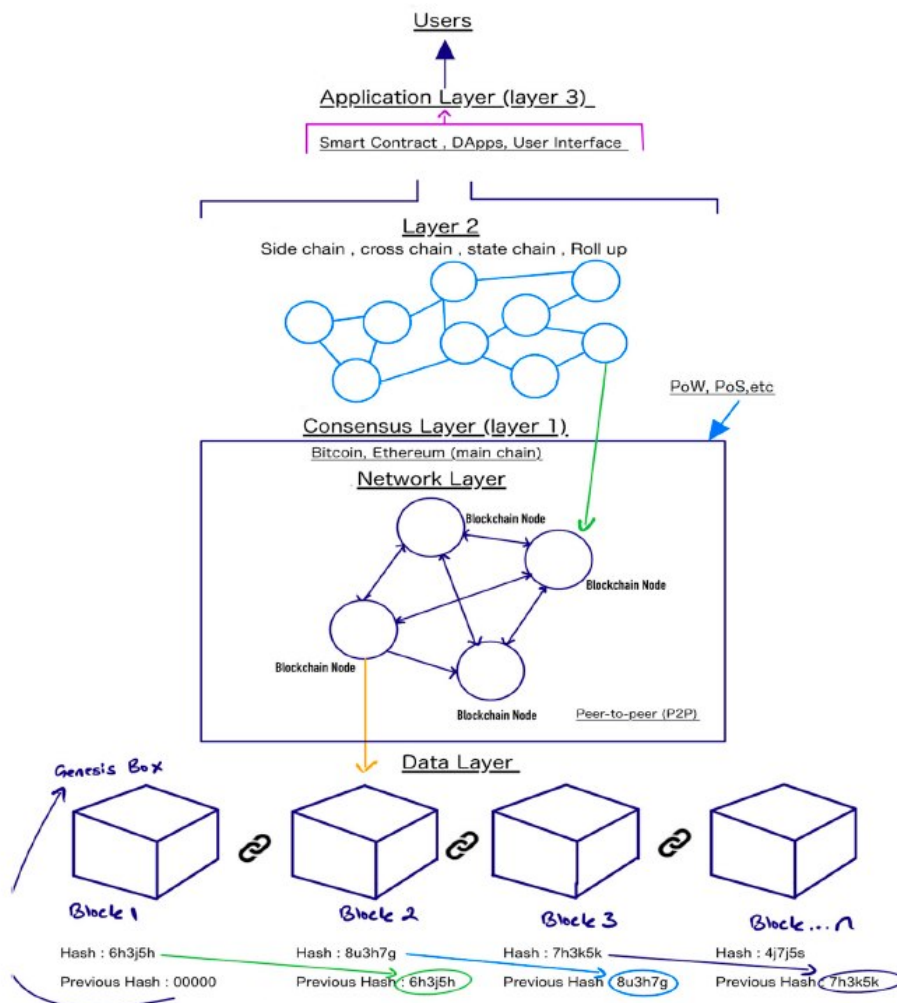 Users
Application Layer (layer 3)
Smart Contract , DApps, User Interface
Layer 2
Side chain , cross chain , state chain , Roll up
PoW, PoS,etc
Consensus Layer (layer 1)
Bitcoin, Ethereum (main chain)
Network Layer
Blockchain Node
Blockchain Node
Blockchain Node
Blockchain Node
Peer-to-peer (P2P)
Data Layer
Genesis Box
Block 1
Block 2
Block 3
Block...n
Hash : 6h3j5h
Hash : 8u3h7g
Hash : 7h3k5k
Hash : 4j7j5s
Previous Hash : 00000
Previous Hash : 6h3j5h
Previous Hash 8u3h7g
Previous Hash : 7h3k5k